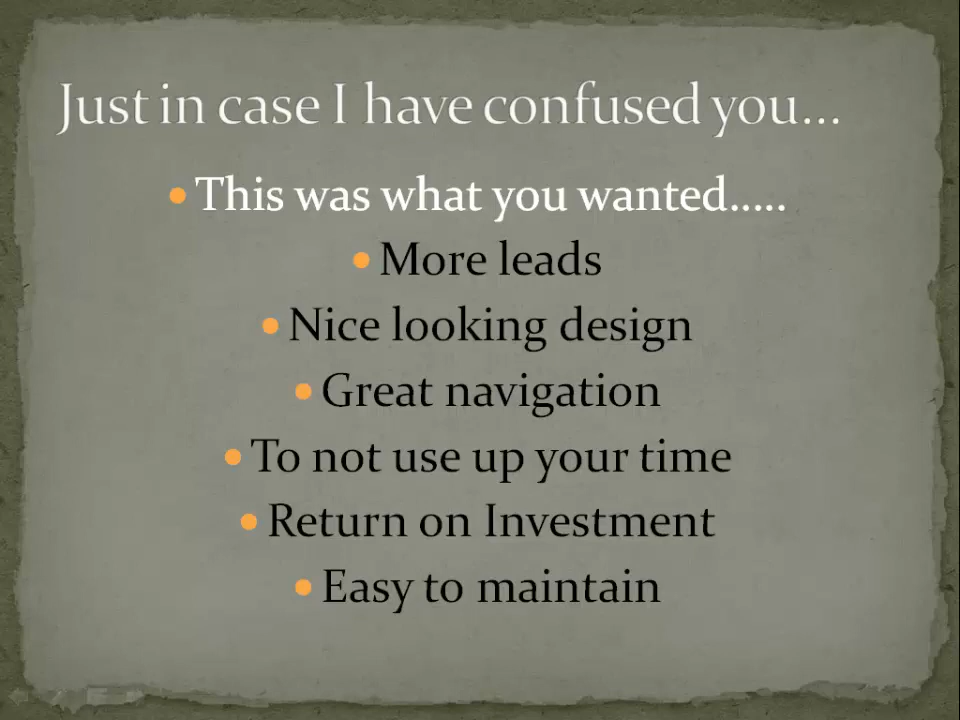 Just in case I have confused you...
• This was what you wanted.....
• More leads
• Nice looking design
• Great navigation
• To not use up your time
• Return on Investment
• Easy to maintain